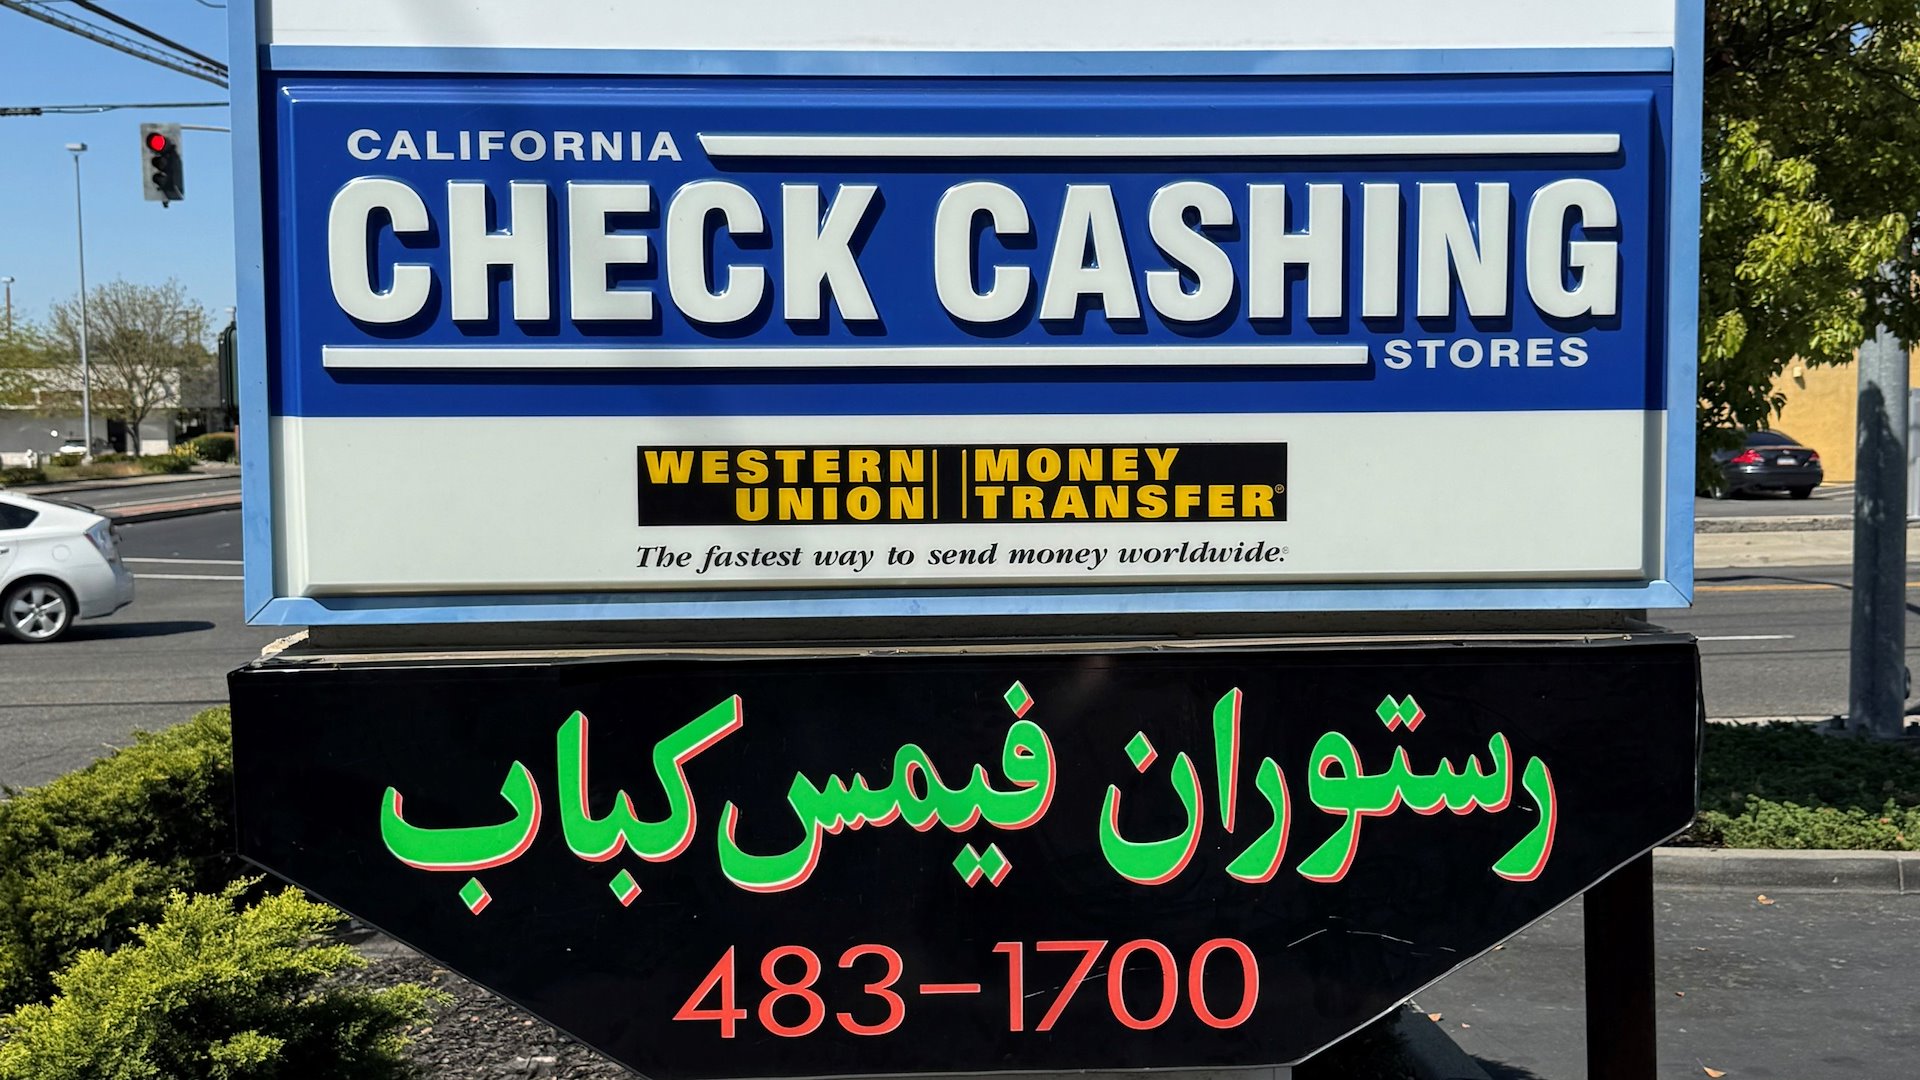 CALIFORNIA
CHECK CASHING
STORES
WESTERN UNION MONEY TRANSFER®
The fastest way to send money worldwide.®
رستوران فیمس کباب
483-1700